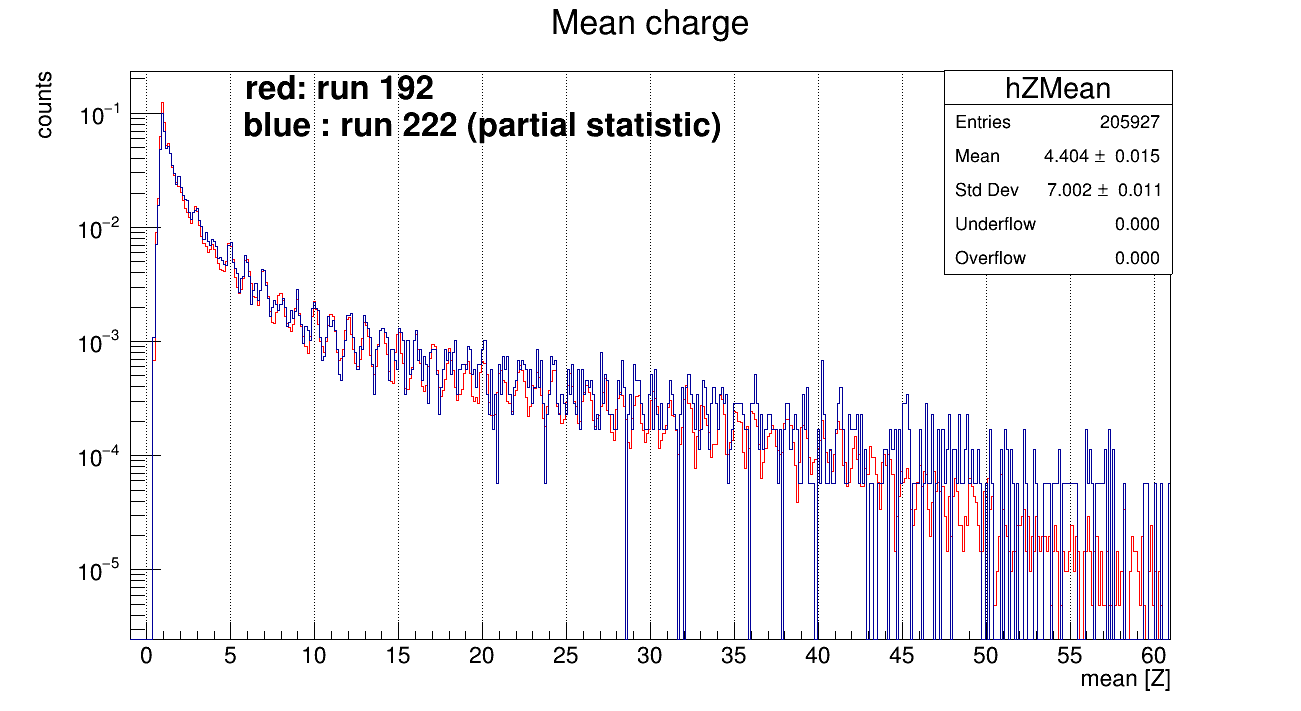 Mean charge
counts
red: run 192
blue : run 222 (partial statistic)
hZMean
Entries 205927
Mean 4.404 ± 0.015
Std Dev 7.002 ± 0.011
Underflow 0.000
Overflow 0.000
10⁻¹
10⁻²
10⁻³
10⁻⁴
10⁻⁵
0 5 10 15 20 25 30 35 40 45 50 55 60
mean [Z]